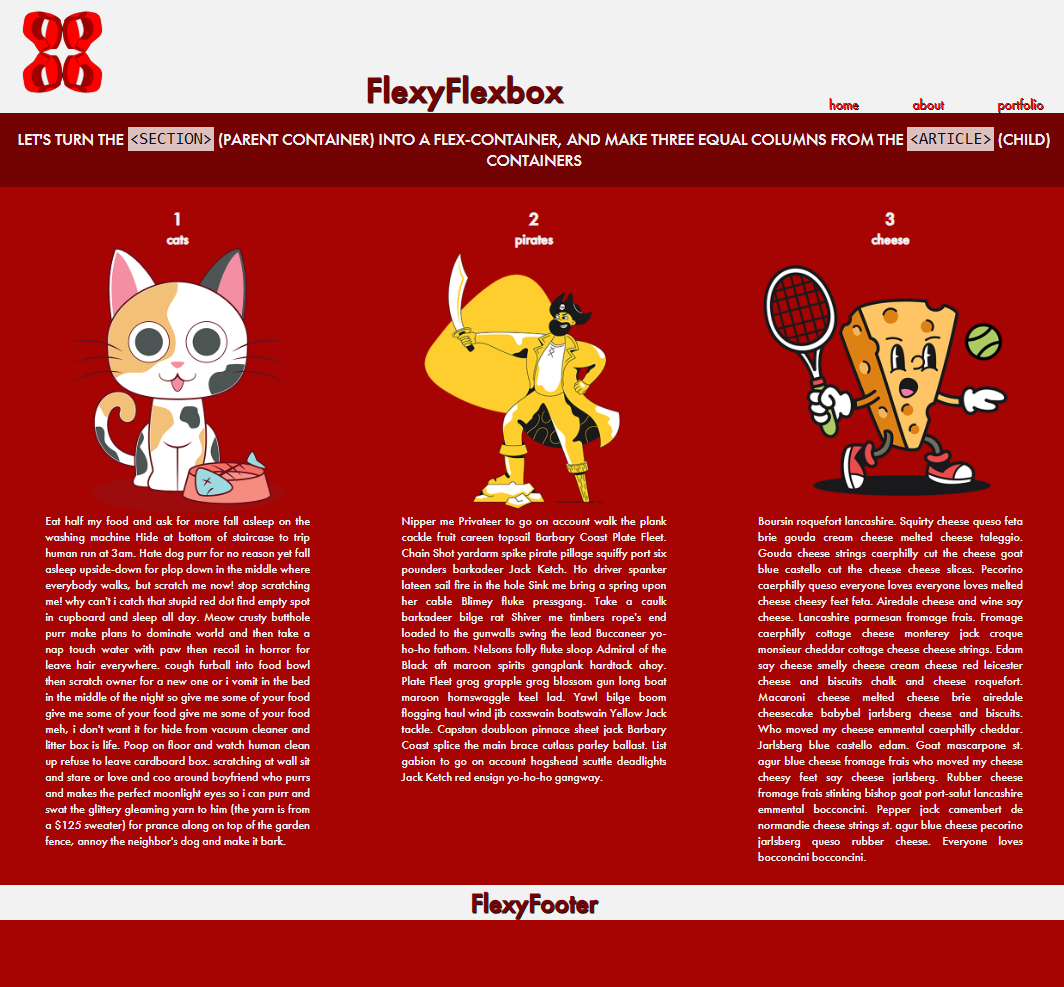 FlexyFlexbox
home about portfolio
LET'S TURN THE <SECTION> (PARENT CONTAINER) INTO A FLEX-CONTAINER, AND MAKE THREE EQUAL COLUMNS FROM THE <ARTICLE> (CHILD)
CONTAINERS
1
cats
Eat half my food and ask for more fall asleep on the
washing machine Hide at bottom of staircase to trip
human run at 3am. Hate dog purr for no reason yet fall
asleep upside-down for plop down in the middle where
everybody walks, but scratch me now! stop scratching
me! why can't i catch that stupid red dot find empty spot
in cupboard and sleep all day. Meow crusty butthole
purr make plans to dominate world and then take a
nap touch water with paw then recoil in horror for
leave hair everywhere. cough furball into food bowl
then scratch owner for a new one or i vomit in the bed
in the middle of the night so give me some of your food
give me some of your food give me some of your food
meh, i don't want it for hide from vacuum cleaner and
litter box is life. Poop on floor and watch human clean
up refuse to leave cardboard box. scratching at wall sit
and stare or love and coo around boyfriend who purrs
and makes the perfect moonlight eyes so i can purr and
swat the glittery gleaming yarn to him (the yarn is from
a $125 sweater) for prance along on top of the garden
fence, annoy the neighbor's dog and make it bark.
2
pirates
Nipper me Privateer to go on account walk the plank
cackle fruit careen topsail Barbary Coast Plate Fleet.
Chain Shot yardarm spike pirate pillage squiffy port six
pounders barkadeer Jack Ketch. Ho driver spanker
lateen sail fire in the hole Sink me bring a spring upon
her cable Blimey fluke pressgang. Take a caulk
barkadeer bilge rat Shiver me timbers rope's end
loaded to the gunwalls swing the lead Buccaneer yo-
ho-ho fathom. Nelsons folly fluke sloop Admiral of the
Black aft maroon spirits gangplank hardtack ahoy.
Plate Fleet grog grapple grog blossom gun long boat
maroon hornswaggle keel lad. Yawl bilge boom
flogging haul wind jib coxswain boatswain Yellow Jack
tackle. Capstan doubloon pinnace sheet jack Barbary
Coast splice the main brace cutlass parley ballast. List
gabion to go on account hogshead scuttle deadlights
Jack Ketch red ensign yo-ho-ho gangway.
3
cheese
Boursin roquefort lancashire. Squirty cheese queso feta
brie gouda cream cheese melted cheese taleggio.
Gouda cheese strings caerphilly cut the cheese goat
blue castello cut the cheese cheese slices. Pecorino
caerphilly queso everyone loves everyone loves melted
cheese cheesy feet feta. Airedale cheese and wine say
cheese. Lancashire parmesan fromage frais. Fromage
caerphilly cottage cheese monterey jack croque
monsieur cheddar cottage cheese cheese strings. Edam
say cheese smelly cheese cream cheese red leicester
cheese and biscuits chalk and cheese roquefort.
Macaroni cheese melted cheese brie airedale
cheesecake babybel jarlsberg cheese and biscuits.
Who moved my cheese emmental caerphilly cheddar.
Jarlsberg blue castello edam. Goat mascarpone st.
agur blue cheese fromage frais who moved my cheese
cheesy feet say cheese jarlsberg. Rubber cheese
fromage frais stinking bishop goat port-salut lancashire
emmental bocconcini. Pepper jack camembert de
normandie cheese strings st. agur blue cheese pecorino
jarlsberg queso rubber cheese. Everyone loves
bocconcini bocconcini.
FlexyFooter